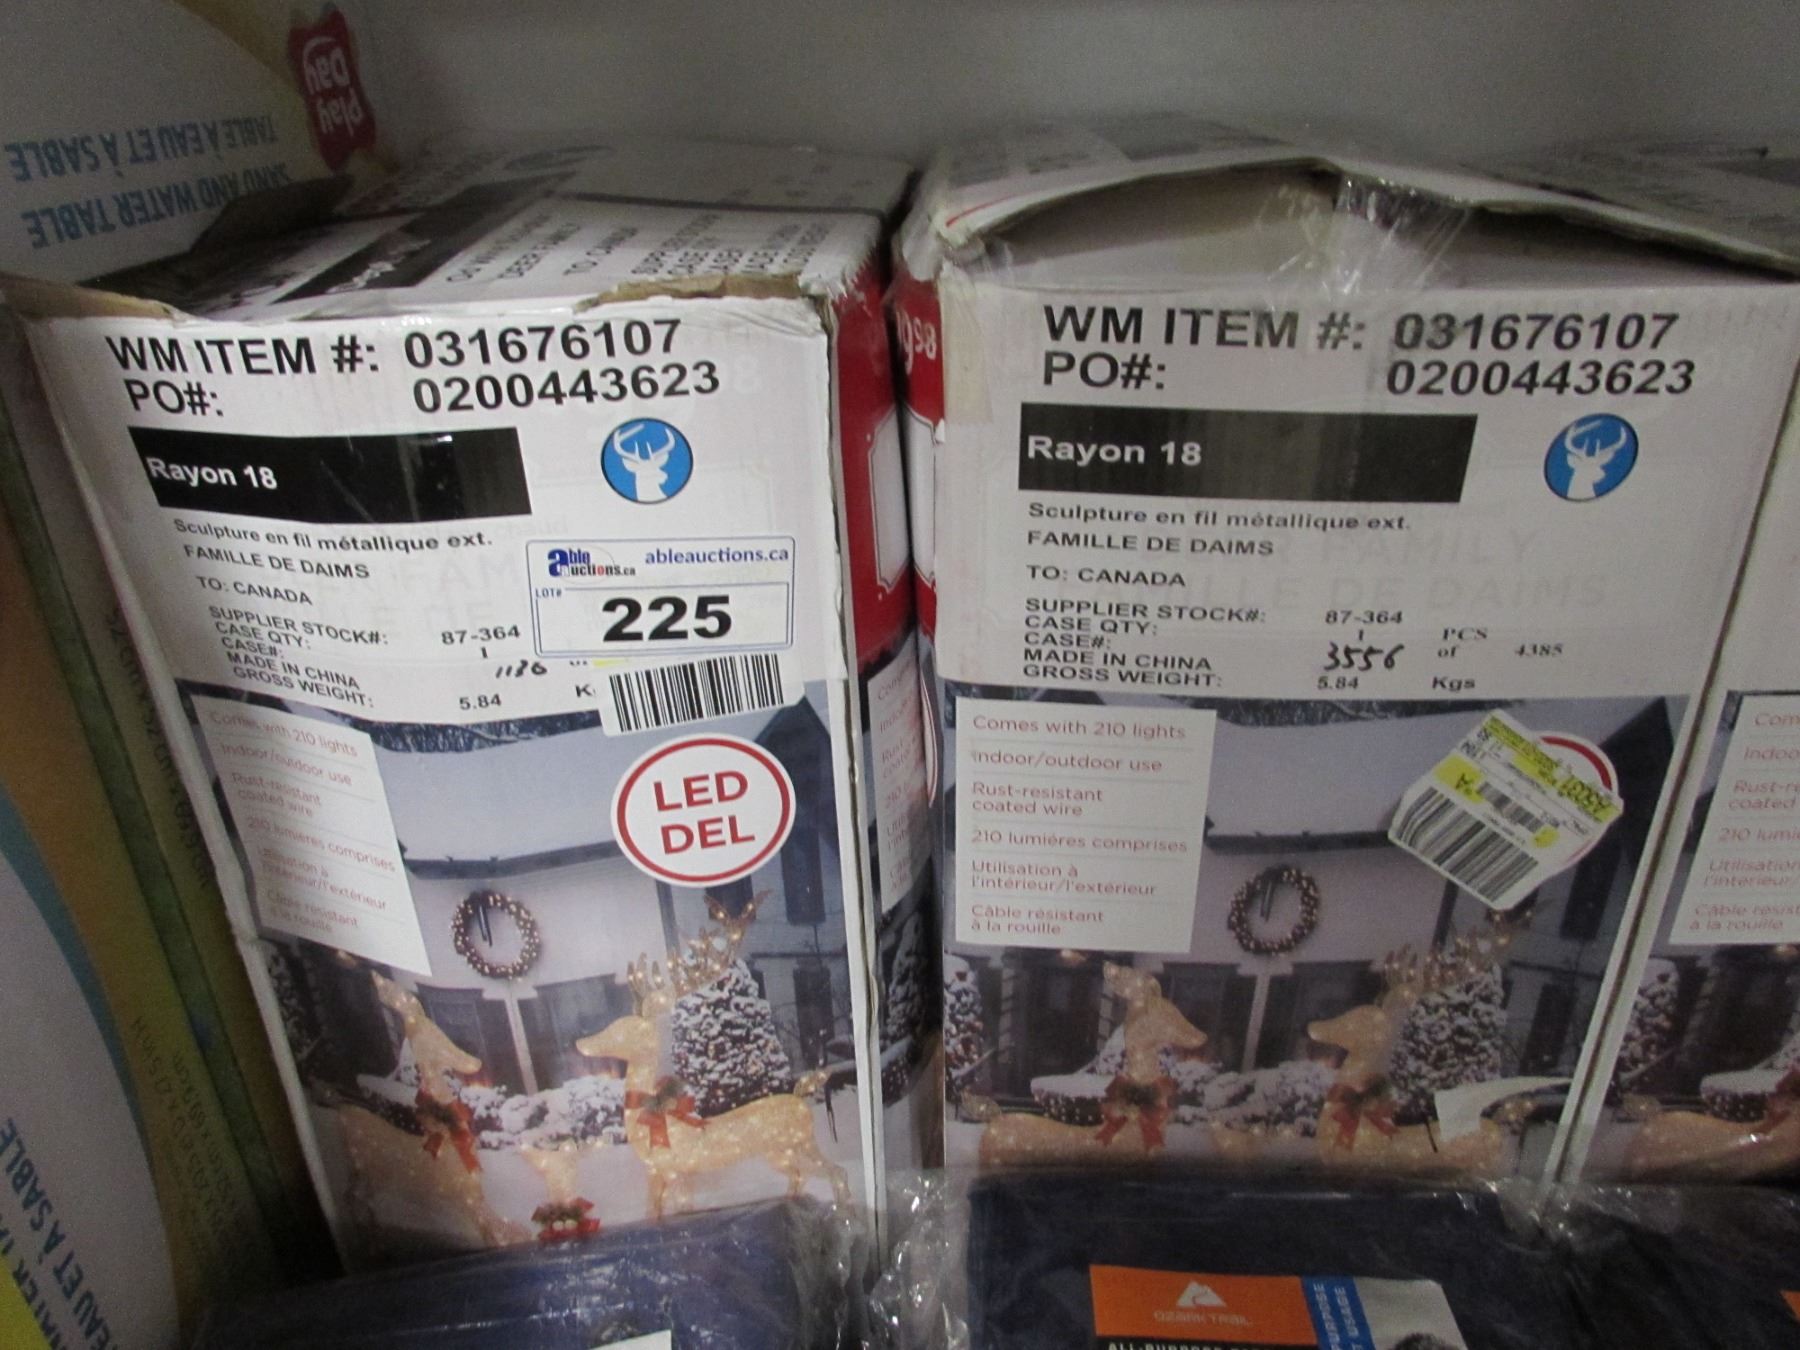 Play
Day
SAND AND WATER TABLE
TABLE À EAU ET À SABLE
WM ITEM #: 031676107
PO#: 0200443623
Rayon 18
Sculpture en fil métallique ext.
FAMILLE DE DAIMS
TO: CANADA
SUPPLIER STOCK#: 87-364
CASE QTY: 1
CASE#: 1136
MADE IN CHINA
GROSS WEIGHT: 5.84
able auctions.ca
ableauctions.ca
LOT#
225
Comes with 210 lights
Indoor/outdoor use
Rust-resistant
coated wire
210 lumières comprises
Utilisation à
l'intérieur/l'extérieur
Câble résistant
à la rouille
LED
DEL
WM ITEM #: 031676107
PO#: 0200443623
Rayon 18
Sculpture en fil métallique ext.
FAMILLE DE DAIMS
TO: CANADA
SUPPLIER STOCK#: 87-364
CASE QTY: 1 PCS
CASE#: 3556 of 4385
MADE IN CHINA
GROSS WEIGHT: 5.84 Kgs
Comes with 210 lights
Indoor/outdoor use
Rust-resistant
coated wire
210 lumières comprises
Utilisation à
l'intérieur/l'extérieur
Câble résistant
à la rouille
OZARK TRAIL